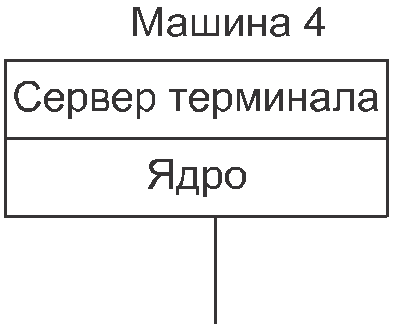 Машина 4
Сервер терминала
Ядро